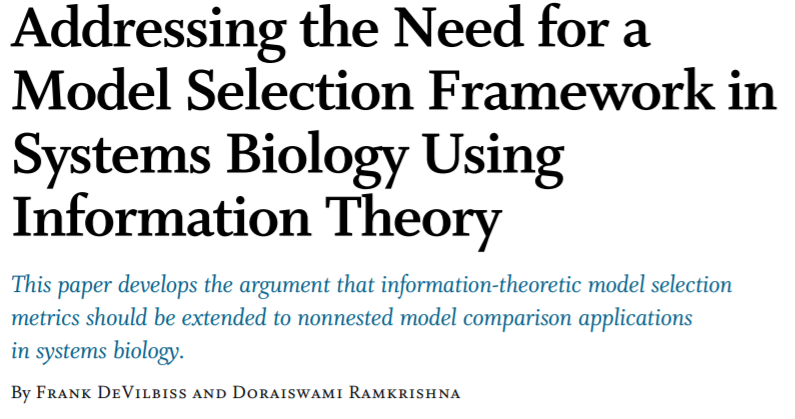 Addressing the Need for a
Model Selection Framework in
Systems Biology Using
Information Theory
This paper develops the argument that information-theoretic model selection
metrics should be extended to nonnested model comparison applications
in systems biology.
By Frank DeVilbiss and Doraiswami Ramkrishna